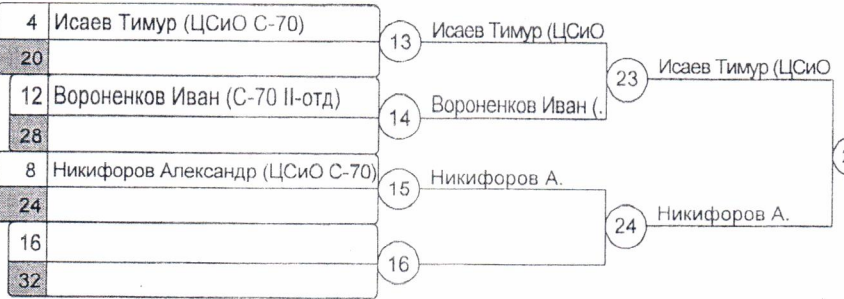 4 Исаев Тимур (ЦСиО С-70)
20
12 Вороненков Иван (С-70 II-отд)
28
8 Никифоров Александр (ЦСиО С-70)
24
16
32
13 Исаев Тимур (ЦСиО
14 Вороненков Иван (.
15 Никифоров А.
16
23 Исаев Тимур (ЦСиО
24 Никифоров А.